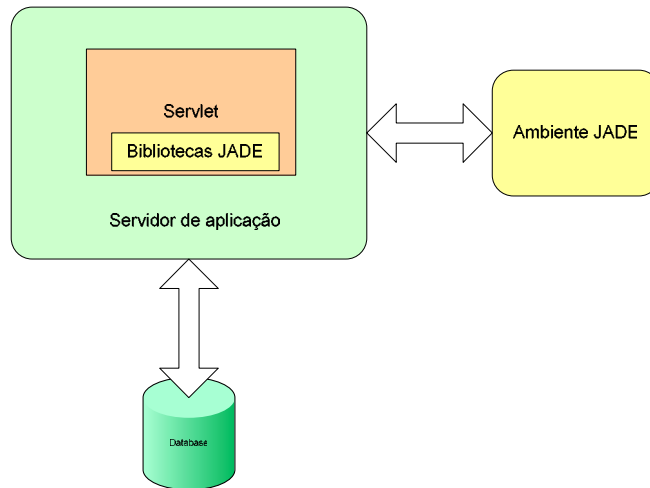 Servlet
Bibliotecas JADE
Servidor de aplicação
Ambiente JADE
Database